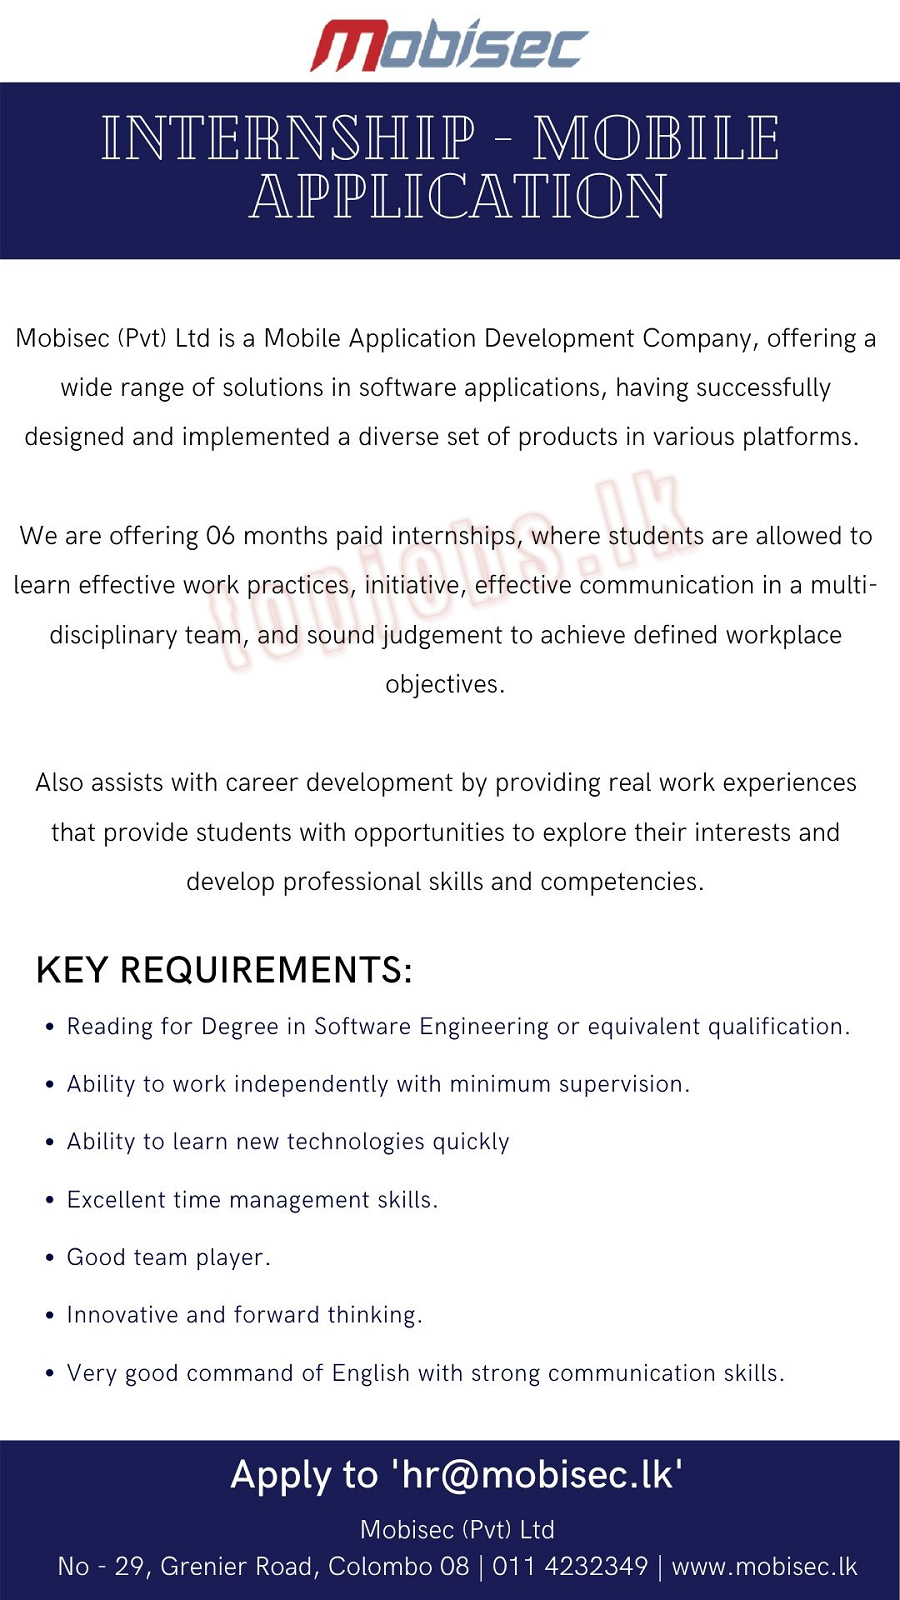 Mobisec
INTERNSHIP - MOBILE
APPLICATION
Mobisec (Pvt) Ltd is a Mobile Application Development Company, offering a
wide range of solutions in software applications, having successfully
designed and implemented a diverse set of products in various platforms.
We are offering 06 months paid internships, where students are allowed to
learn effective work practices, initiative, effective communication in a multi-
disciplinary team, and sound judgement to achieve defined workplace
objectives.
topjobs.lk
Also assists with career development by providing real work experiences
that provide students with opportunities to explore their interests and
develop professional skills and competencies.
KEY REQUIREMENTS:
• Reading for Degree in Software Engineering or equivalent qualification.
• Ability to work independently with minimum supervision.
• Ability to learn new technologies quickly
• Excellent time management skills.
• Good team player.
• Innovative and forward thinking.
• Very good command of English with strong communication skills.
Apply to 'hr@mobisec.lk'
Mobisec (Pvt) Ltd
No - 29, Grenier Road, Colombo 08 | 011 4232349 | www.mobisec.lk